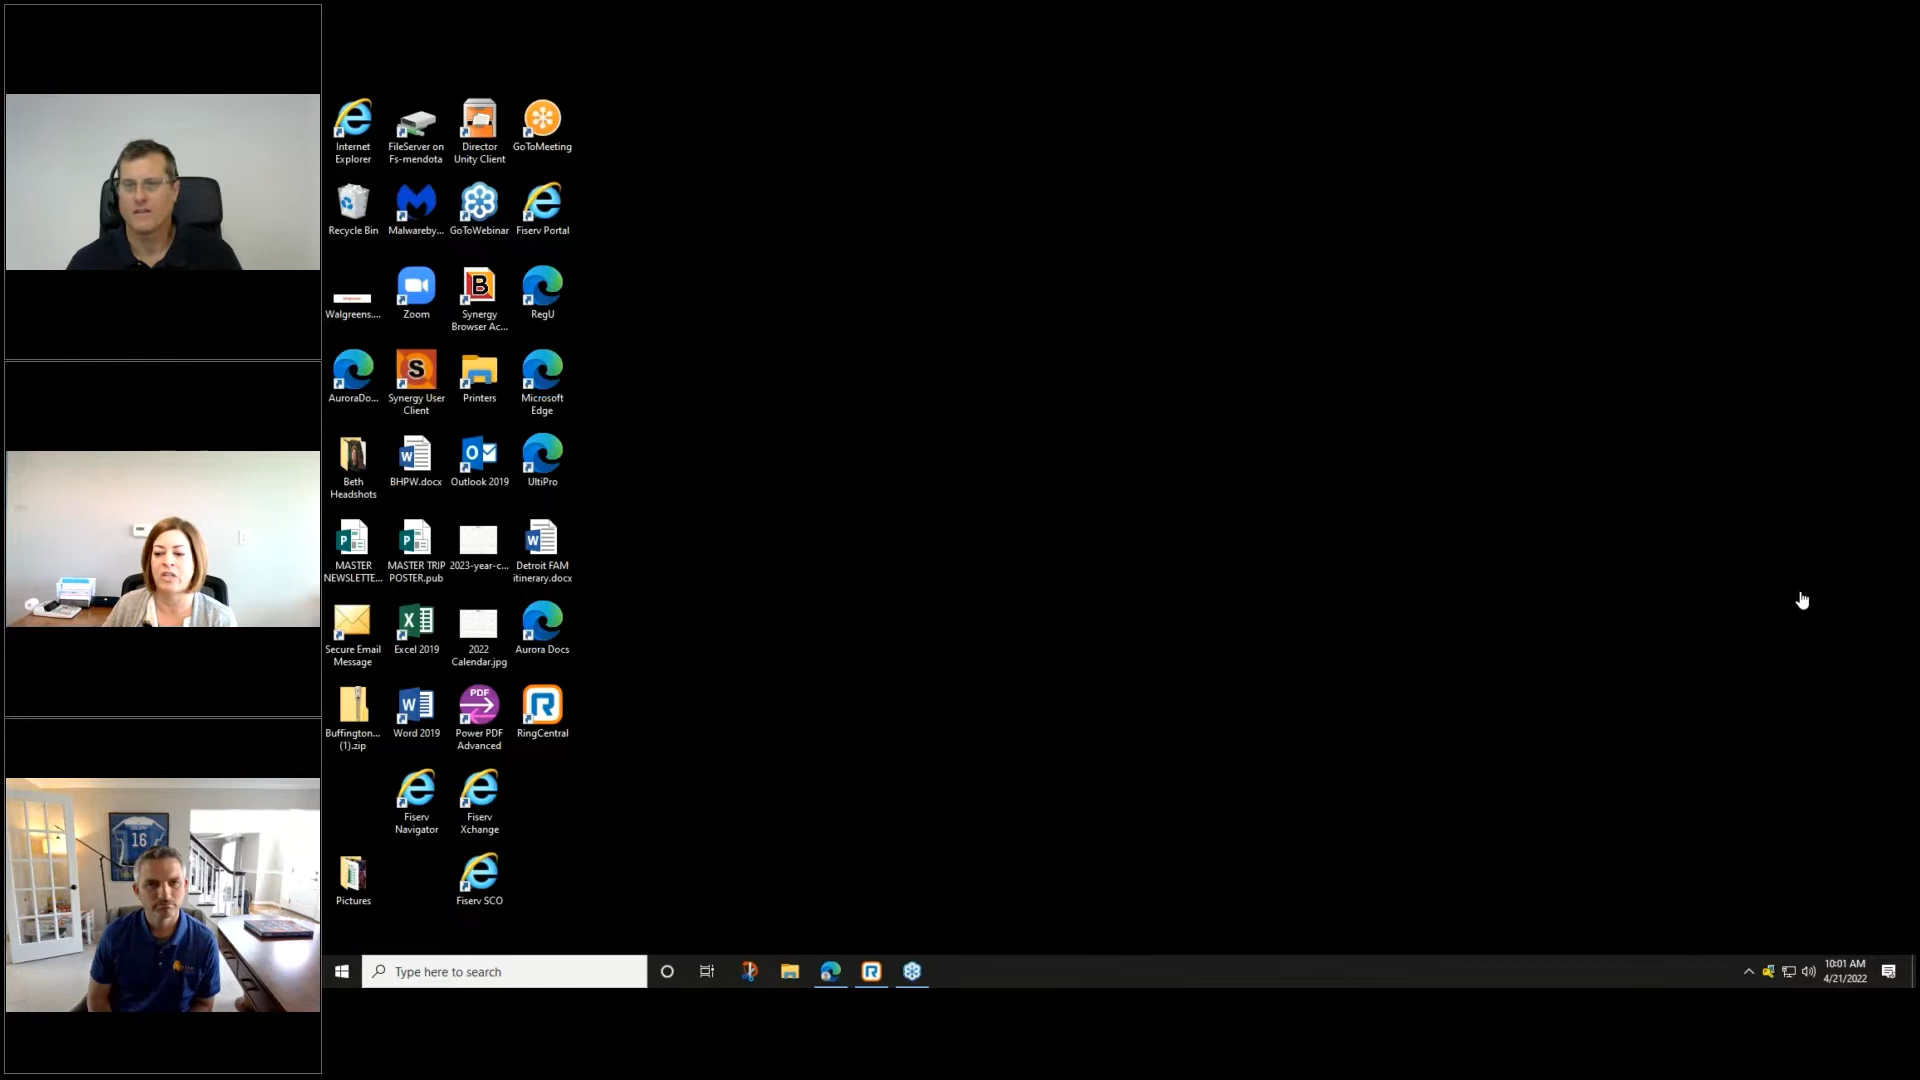 Internet
Explorer
FileServer on
Fs-mendota
Director
Unity Client
GoToMeeting
Recycle Bin
Malwareby...
GoToWebinar
Fiserv Portal
Walgreens....
Zoom
Synergy
Browser Ac...
RegU
AuroraDo...
Synergy User
Client
Printers
Microsoft
Edge
Beth
Headshots
BHPW.docx
Outlook 2019
UltiPro
MASTER
NEWSLETTE...
MASTER TRIP
POSTER.pub
2023-year-c...
Detroit FAM
itinerary.docx
Secure Email
Message
Excel 2019
2022
Calendar.jpg
Aurora Docs
Buffington...
(1).zip
Word 2019
PDF
Power PDF
Advanced
RingCentral
Fiserv
Navigator
Fiserv
Xchange
Pictures
Fiserv SCO
16
Type here to search
10:01 AM
4/21/2022